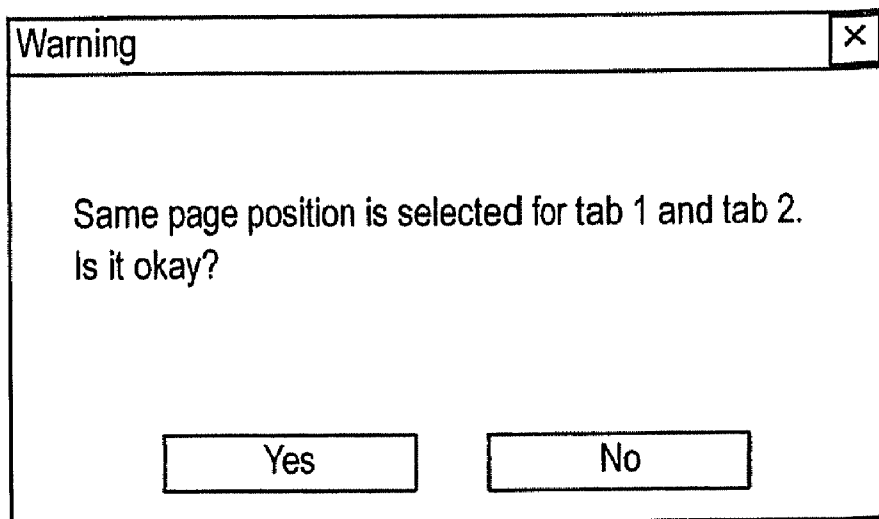 Warning
×
Same page position is selected for tab 1 and tab 2.
Is it okay?
Yes
No